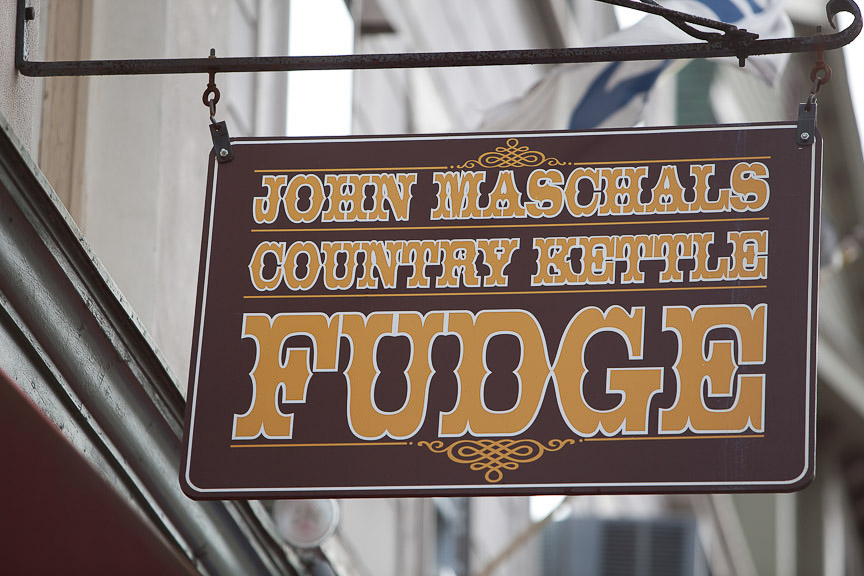 JOHN MASCHALS
COUNTRY KETTLE
FUDGE